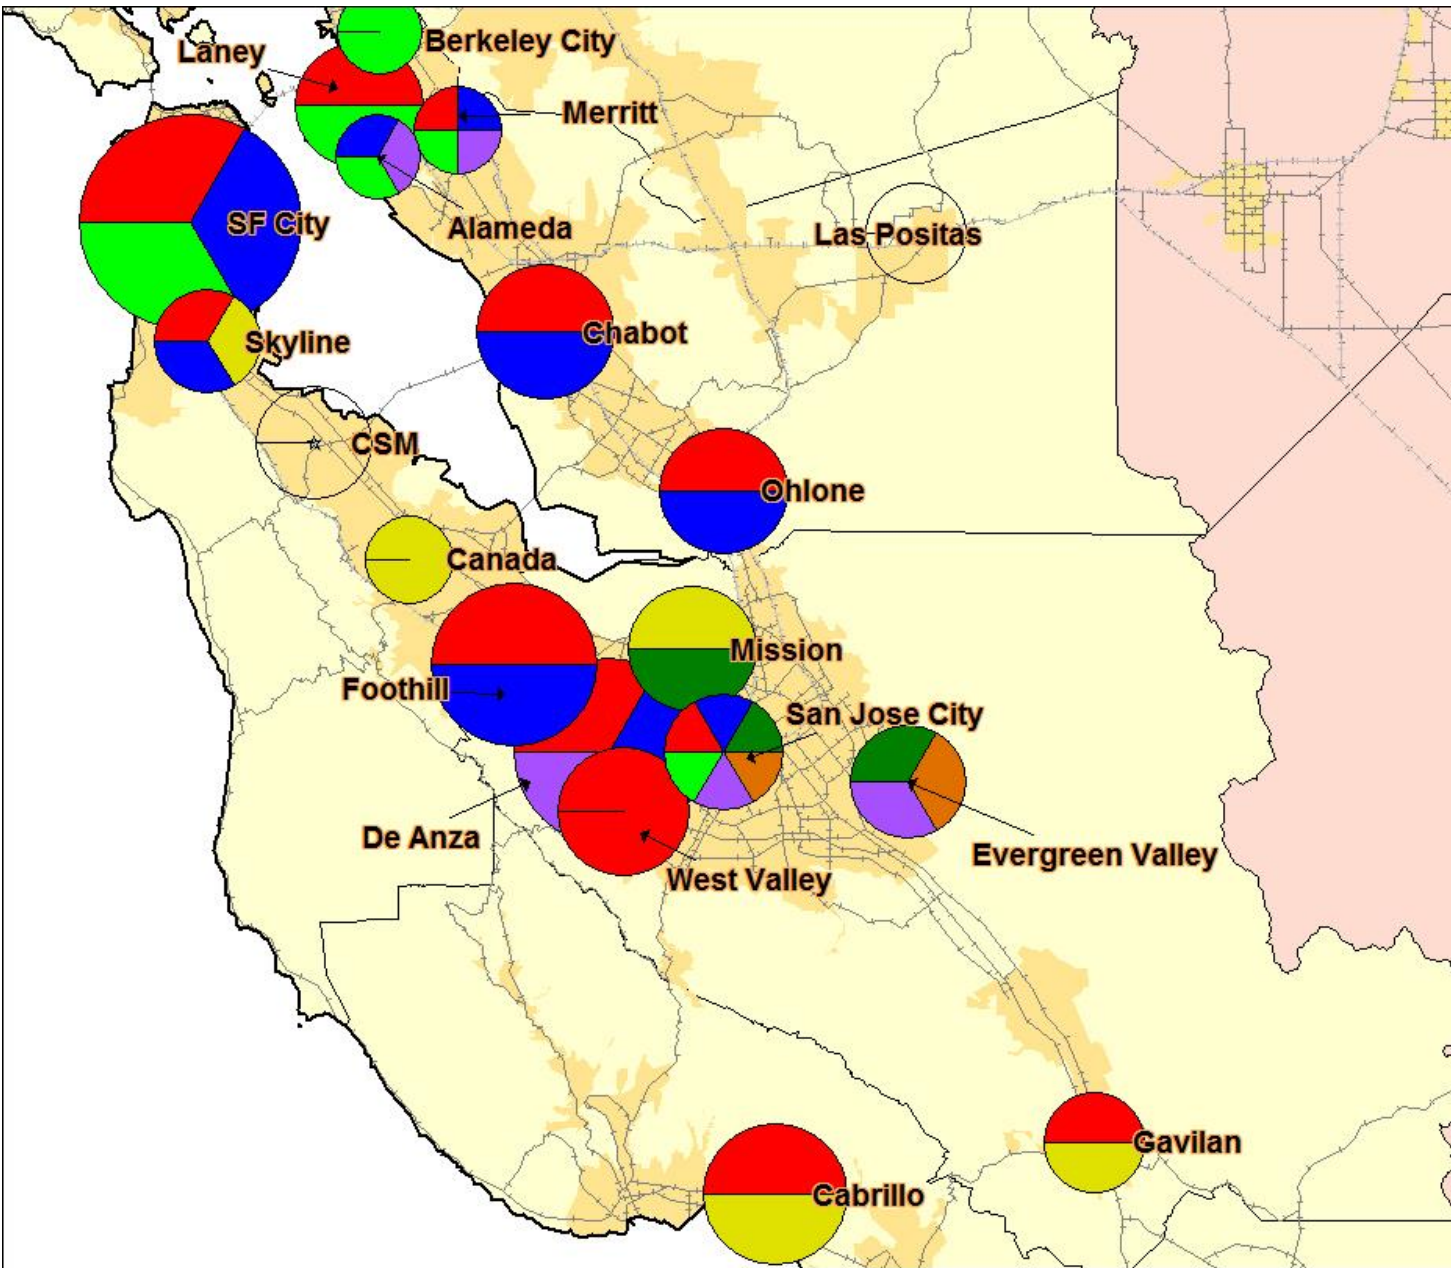 Berkeley City
Laney
Merritt
SF City
Alameda
Las Positas
Chabot
Skyline
CSM
Ohlone
Canada
Mission
Foothill
San Jose City
De Anza
Evergreen Valley
West Valley
Gavilan
Cabrillo